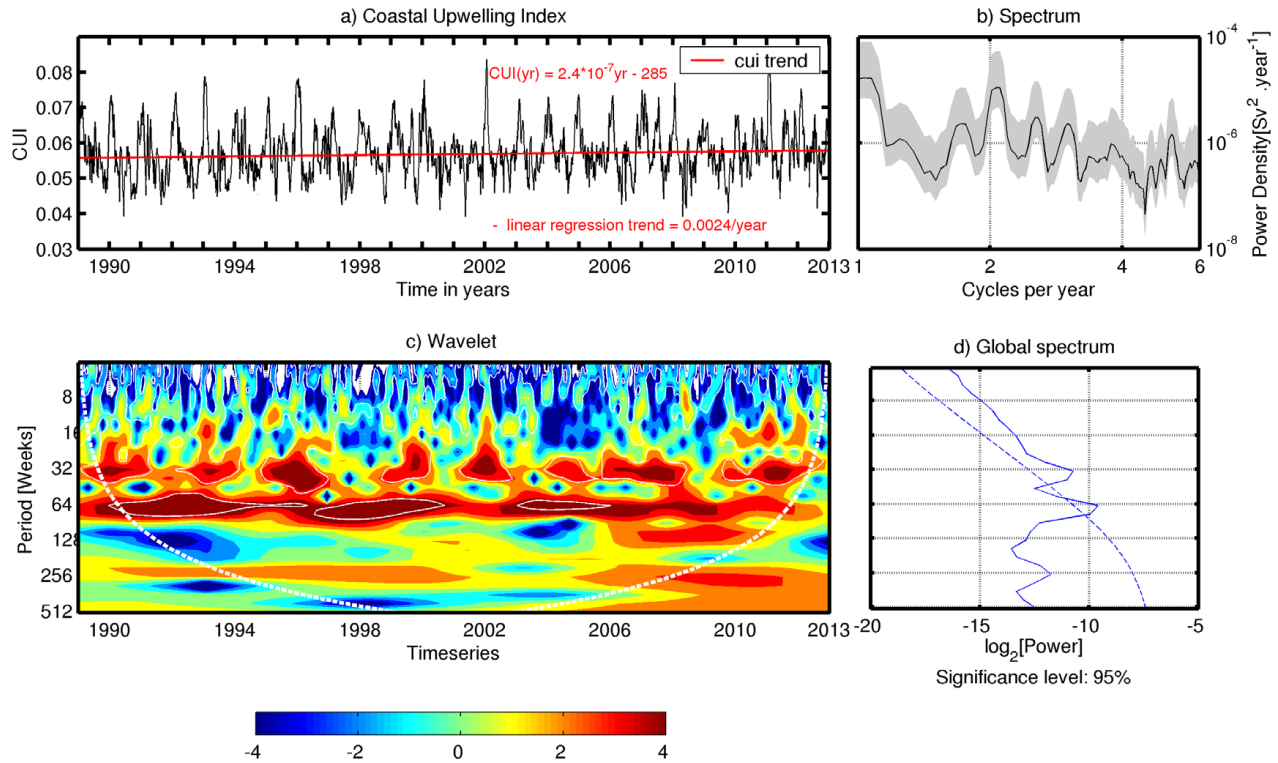 a) Coastal Upwelling Index
CUI
0.08
0.07
0.06
0.05
0.04
0.03
CUI(yr) = 2.4*10⁻⁷yr - 285
cui trend
- linear regression trend = 0.0024/year
1990 1994 1998 2002 2006 2010 2013
Time in years
b) Spectrum
10⁻⁴
10⁻⁶
10⁻⁸
Power Density[Sv² .year⁻¹]
1 2 4 6
Cycles per year
c) Wavelet
Period [Weeks]
8
16
32
64
128
256
512
1990 1994 1998 2002 2006 2010 2013
Timeseries
d) Global spectrum
-20 -15 -10 -5
log₂[Power]
Significance level: 95%
-4 -2 0 2 4